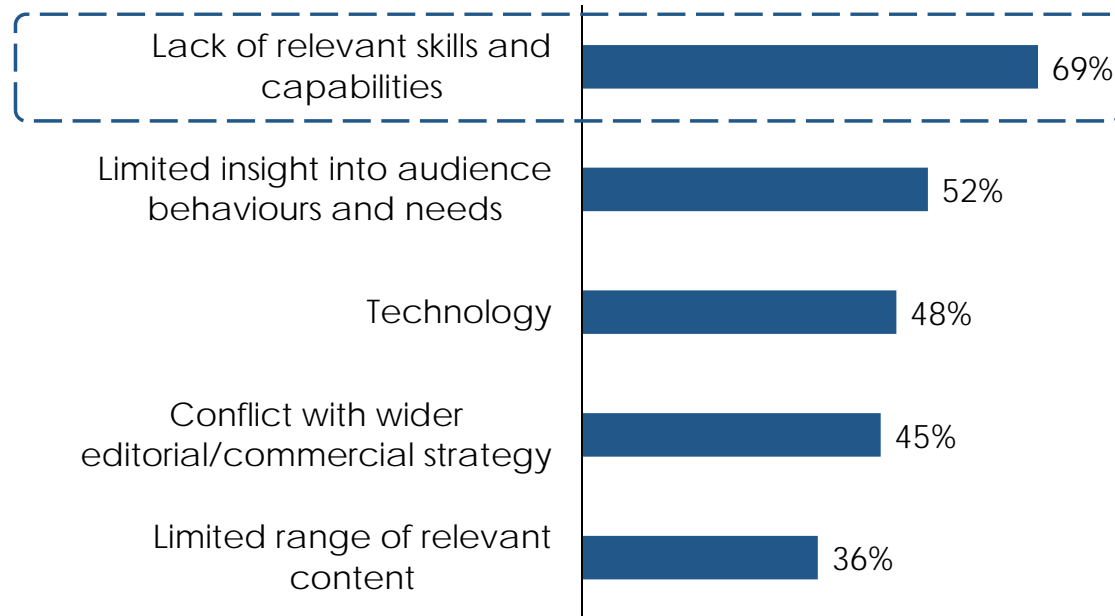 Lack of relevant skills and
capabilities
69%
Limited insight into audience
behaviours and needs
52%
Technology
48%
Conflict with wider
editorial/commercial strategy
45%
Limited range of relevant
content
36%